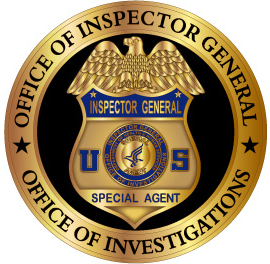 OFFICE OF INSPECTOR GENERAL
INSPECTOR GENERAL
U S
SPECIAL AGENT
OFFICE OF INVESTIGATIONS